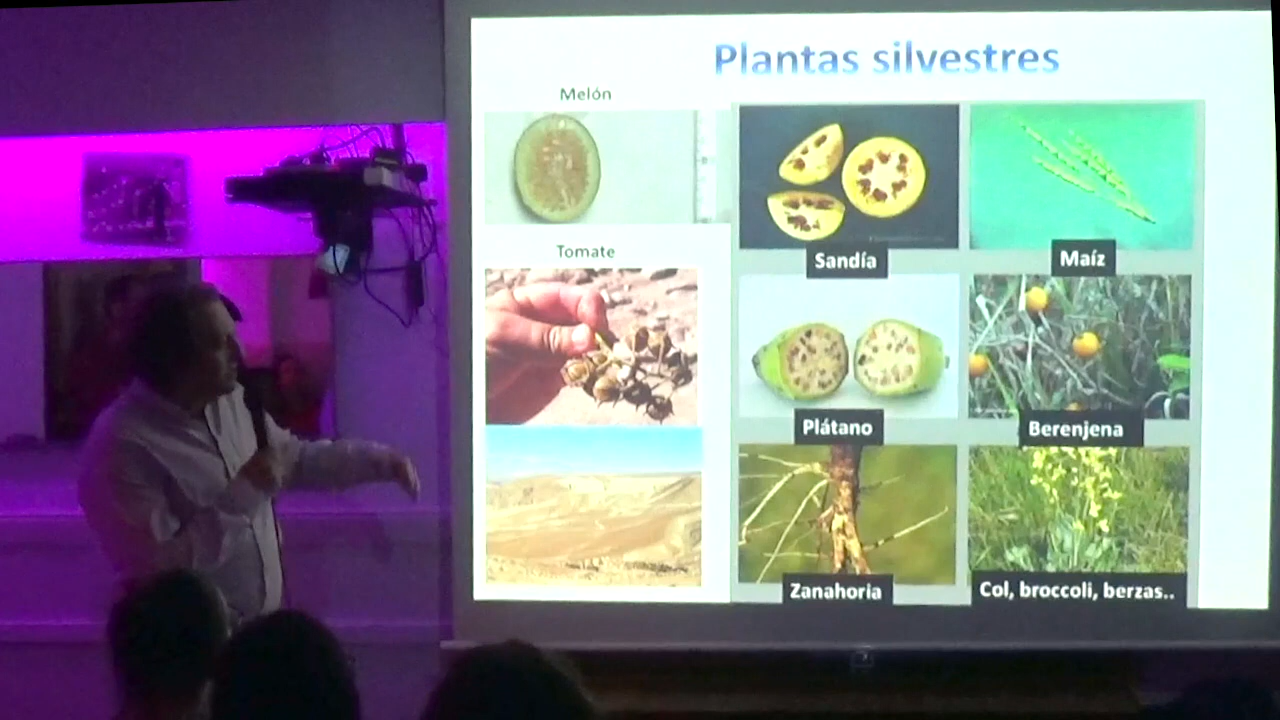 Plantas silvestres
Melón
Sandía
Maíz
Tomate
Plátano
Berenjena
Zanahoria
Col, broccoli, berzas..